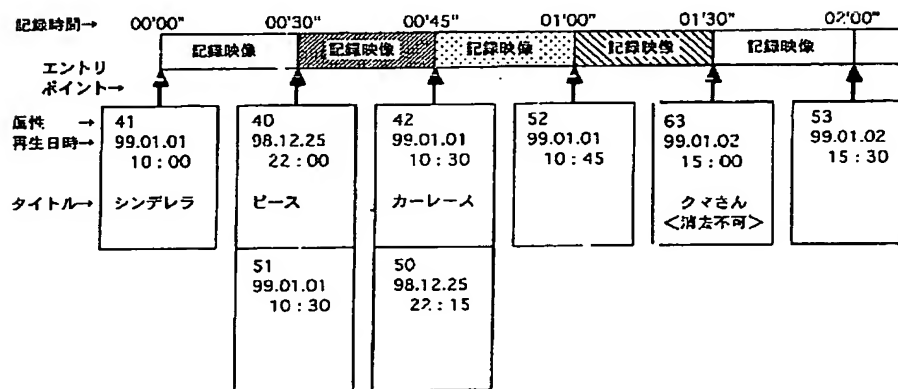 記録時間→ 00'00" 00'30" 00'45" 01'00" 01'30" 02'00"
記録映像 記録映像 記録映像 記録映像 記録映像
エントリ
ポイント→
属性 →
再生日時→
タイトル→
41
99.01.01
10:00
シンデレラ
40
98.12.25
22:00
ピース
42
99.01.01
10:30
カーレース
52
99.01.01
10:45
63
99.01.02
15:00
クマさん
<消去不可>
53
99.01.02
15:30
51
99.01.01
10:30
50
98.12.25
22:15